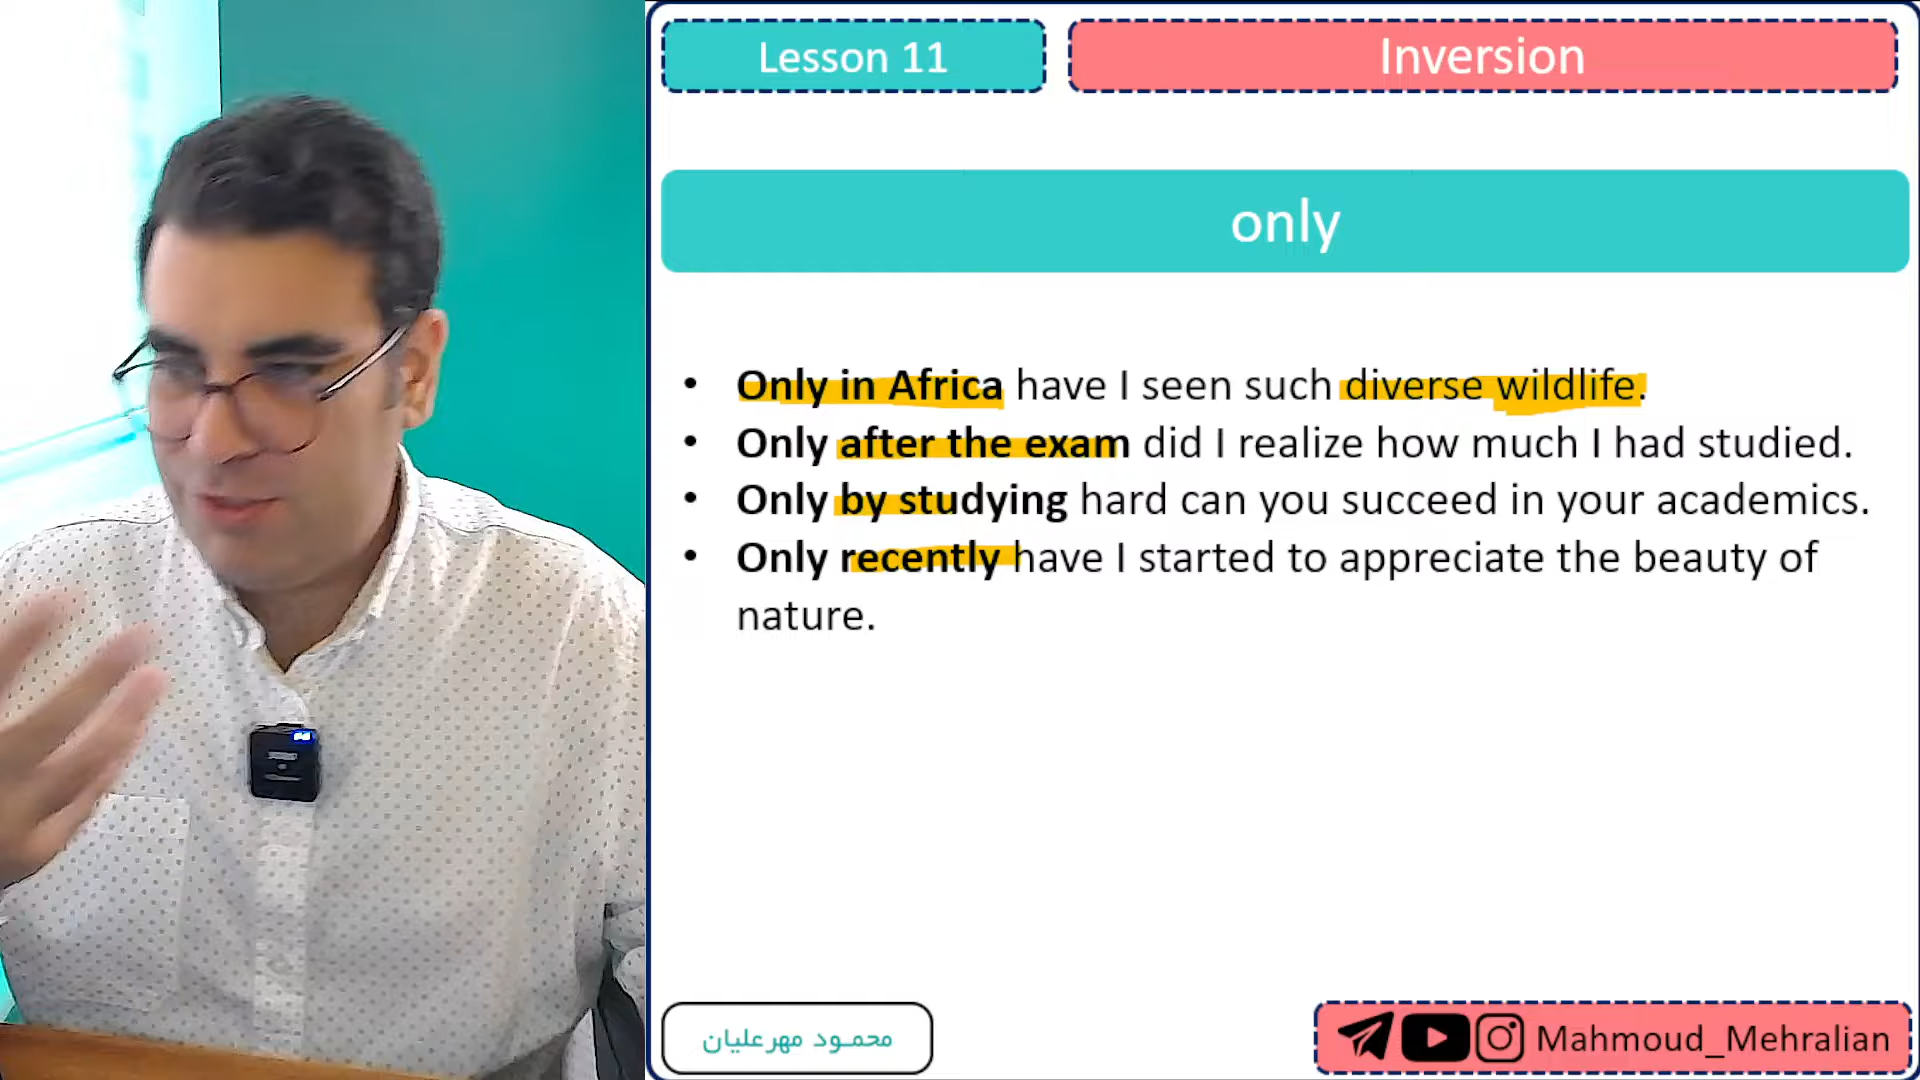 Lesson 11
Inversion
only
• Only in Africa have I seen such diverse wildlife.
• Only after the exam did I realize how much I had studied.
• Only by studying hard can you succeed in your academics.
• Only recently have I started to appreciate the beauty of
nature.
محمـود مهرعلیان
Mahmoud_Mehralian